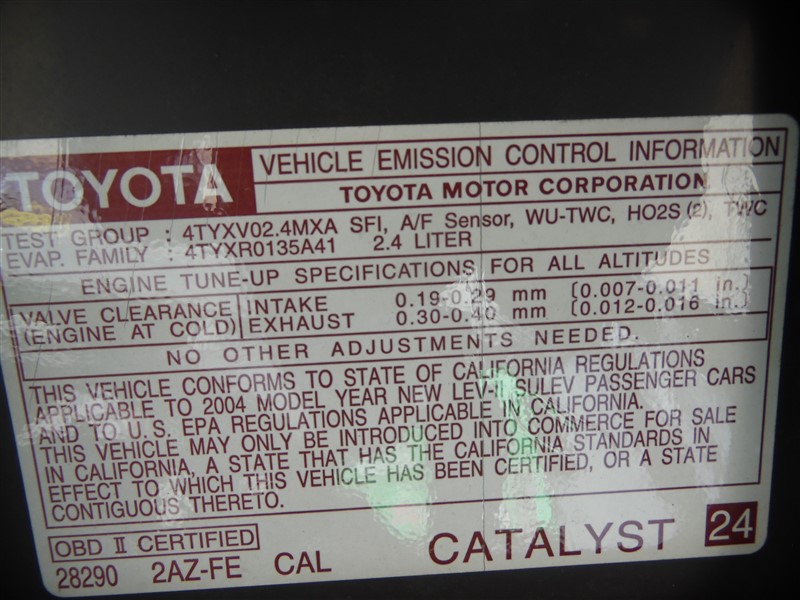 TOYOTA
VEHICLE EMISSION CONTROL INFORMATION
TOYOTA MOTOR CORPORATION
TEST GROUP : 4TYXV02.4MXA SFI, A/F Sensor, WU-TWC, HO2S (2), TWC
EVAP. FAMILY : 4TYXR0135A41 2.4 LITER
ENGINE TUNE-UP SPECIFICATIONS FOR ALL ALTITUDES
VALVE CLEARANCE INTAKE 0.19-0.29 mm (0.007-0.011 in.)
(ENGINE AT COLD) EXHAUST 0.30-0.40 mm (0.012-0.016 in.)
NO OTHER ADJUSTMENTS NEEDED.
THIS VEHICLE CONFORMS TO STATE OF CALIFORNIA REGULATIONS
APPLICABLE TO 2004 MODEL YEAR NEW LEV-II SULEV PASSENGER CARS
AND TO U.S. EPA REGULATIONS APPLICABLE IN CALIFORNIA.
THIS VEHICLE MAY ONLY BE INTRODUCED INTO COMMERCE FOR SALE
IN CALIFORNIA, A STATE THAT HAS THE CALIFORNIA STANDARDS IN
EFFECT TO WHICH THIS VEHICLE HAS BEEN CERTIFIED, OR A STATE
CONTIGUOUS THERETO.
OBD II CERTIFIED
28290 2AZ-FE CAL CATALYST 24